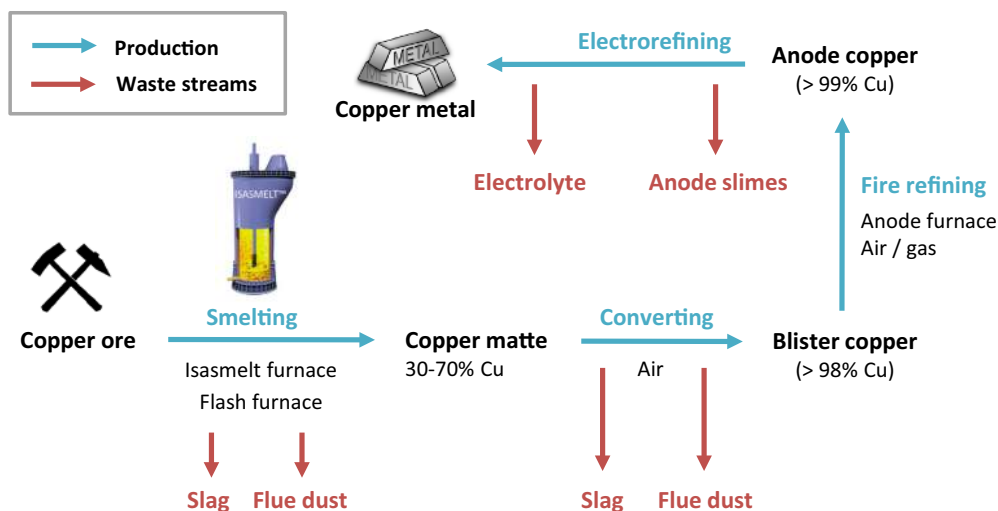 Production
Waste streams
METAL
METAL
Copper metal
Electrorefining
Anode copper
(> 99% Cu)
Electrolyte
Anode slimes
Fire refining
Anode furnace
Air / gas
ISASMELT™
Copper ore
Smelting
Isasmelt furnace
Flash furnace
Copper matte
30-70% Cu
Converting
Air
Blister copper
(> 98% Cu)
Slag
Flue dust
Slag
Flue dust